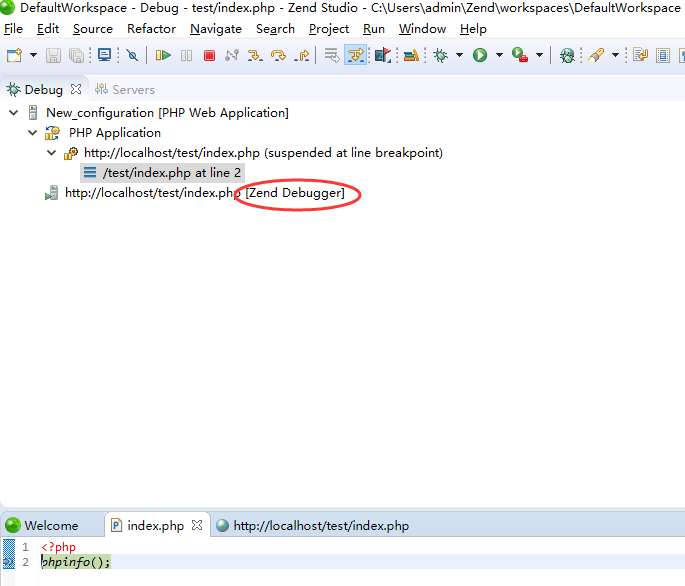 DefaultWorkspace - Debug - test/index.php - Zend Studio - C:\Users\admin\Zend\workspaces\DefaultWorkspace
File Edit Source Refactor Navigate Search Project Run Window Help
Debug Servers
New_configuration [PHP Web Application]
PHP Application
http://localhost/test/index.php (suspended at line breakpoint)
/test/index.php at line 2
http://localhost/test/index.php [Zend Debugger]
Welcome index.php http://localhost/test/index.php
1 <?php
2 phpinfo();